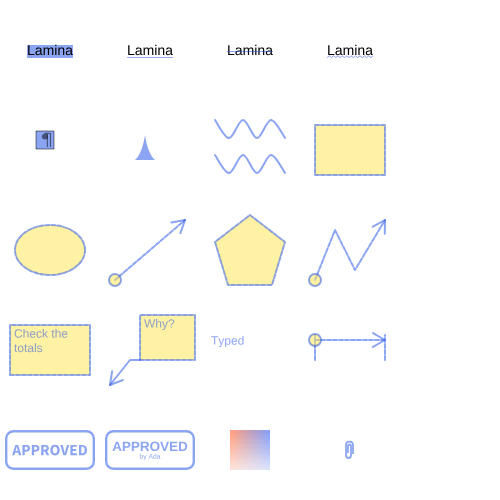 Lamina Lamina Lamina Lamina
¶
Check the
totals
Why?
Typed
APPROVED
APPROVED
by Ada